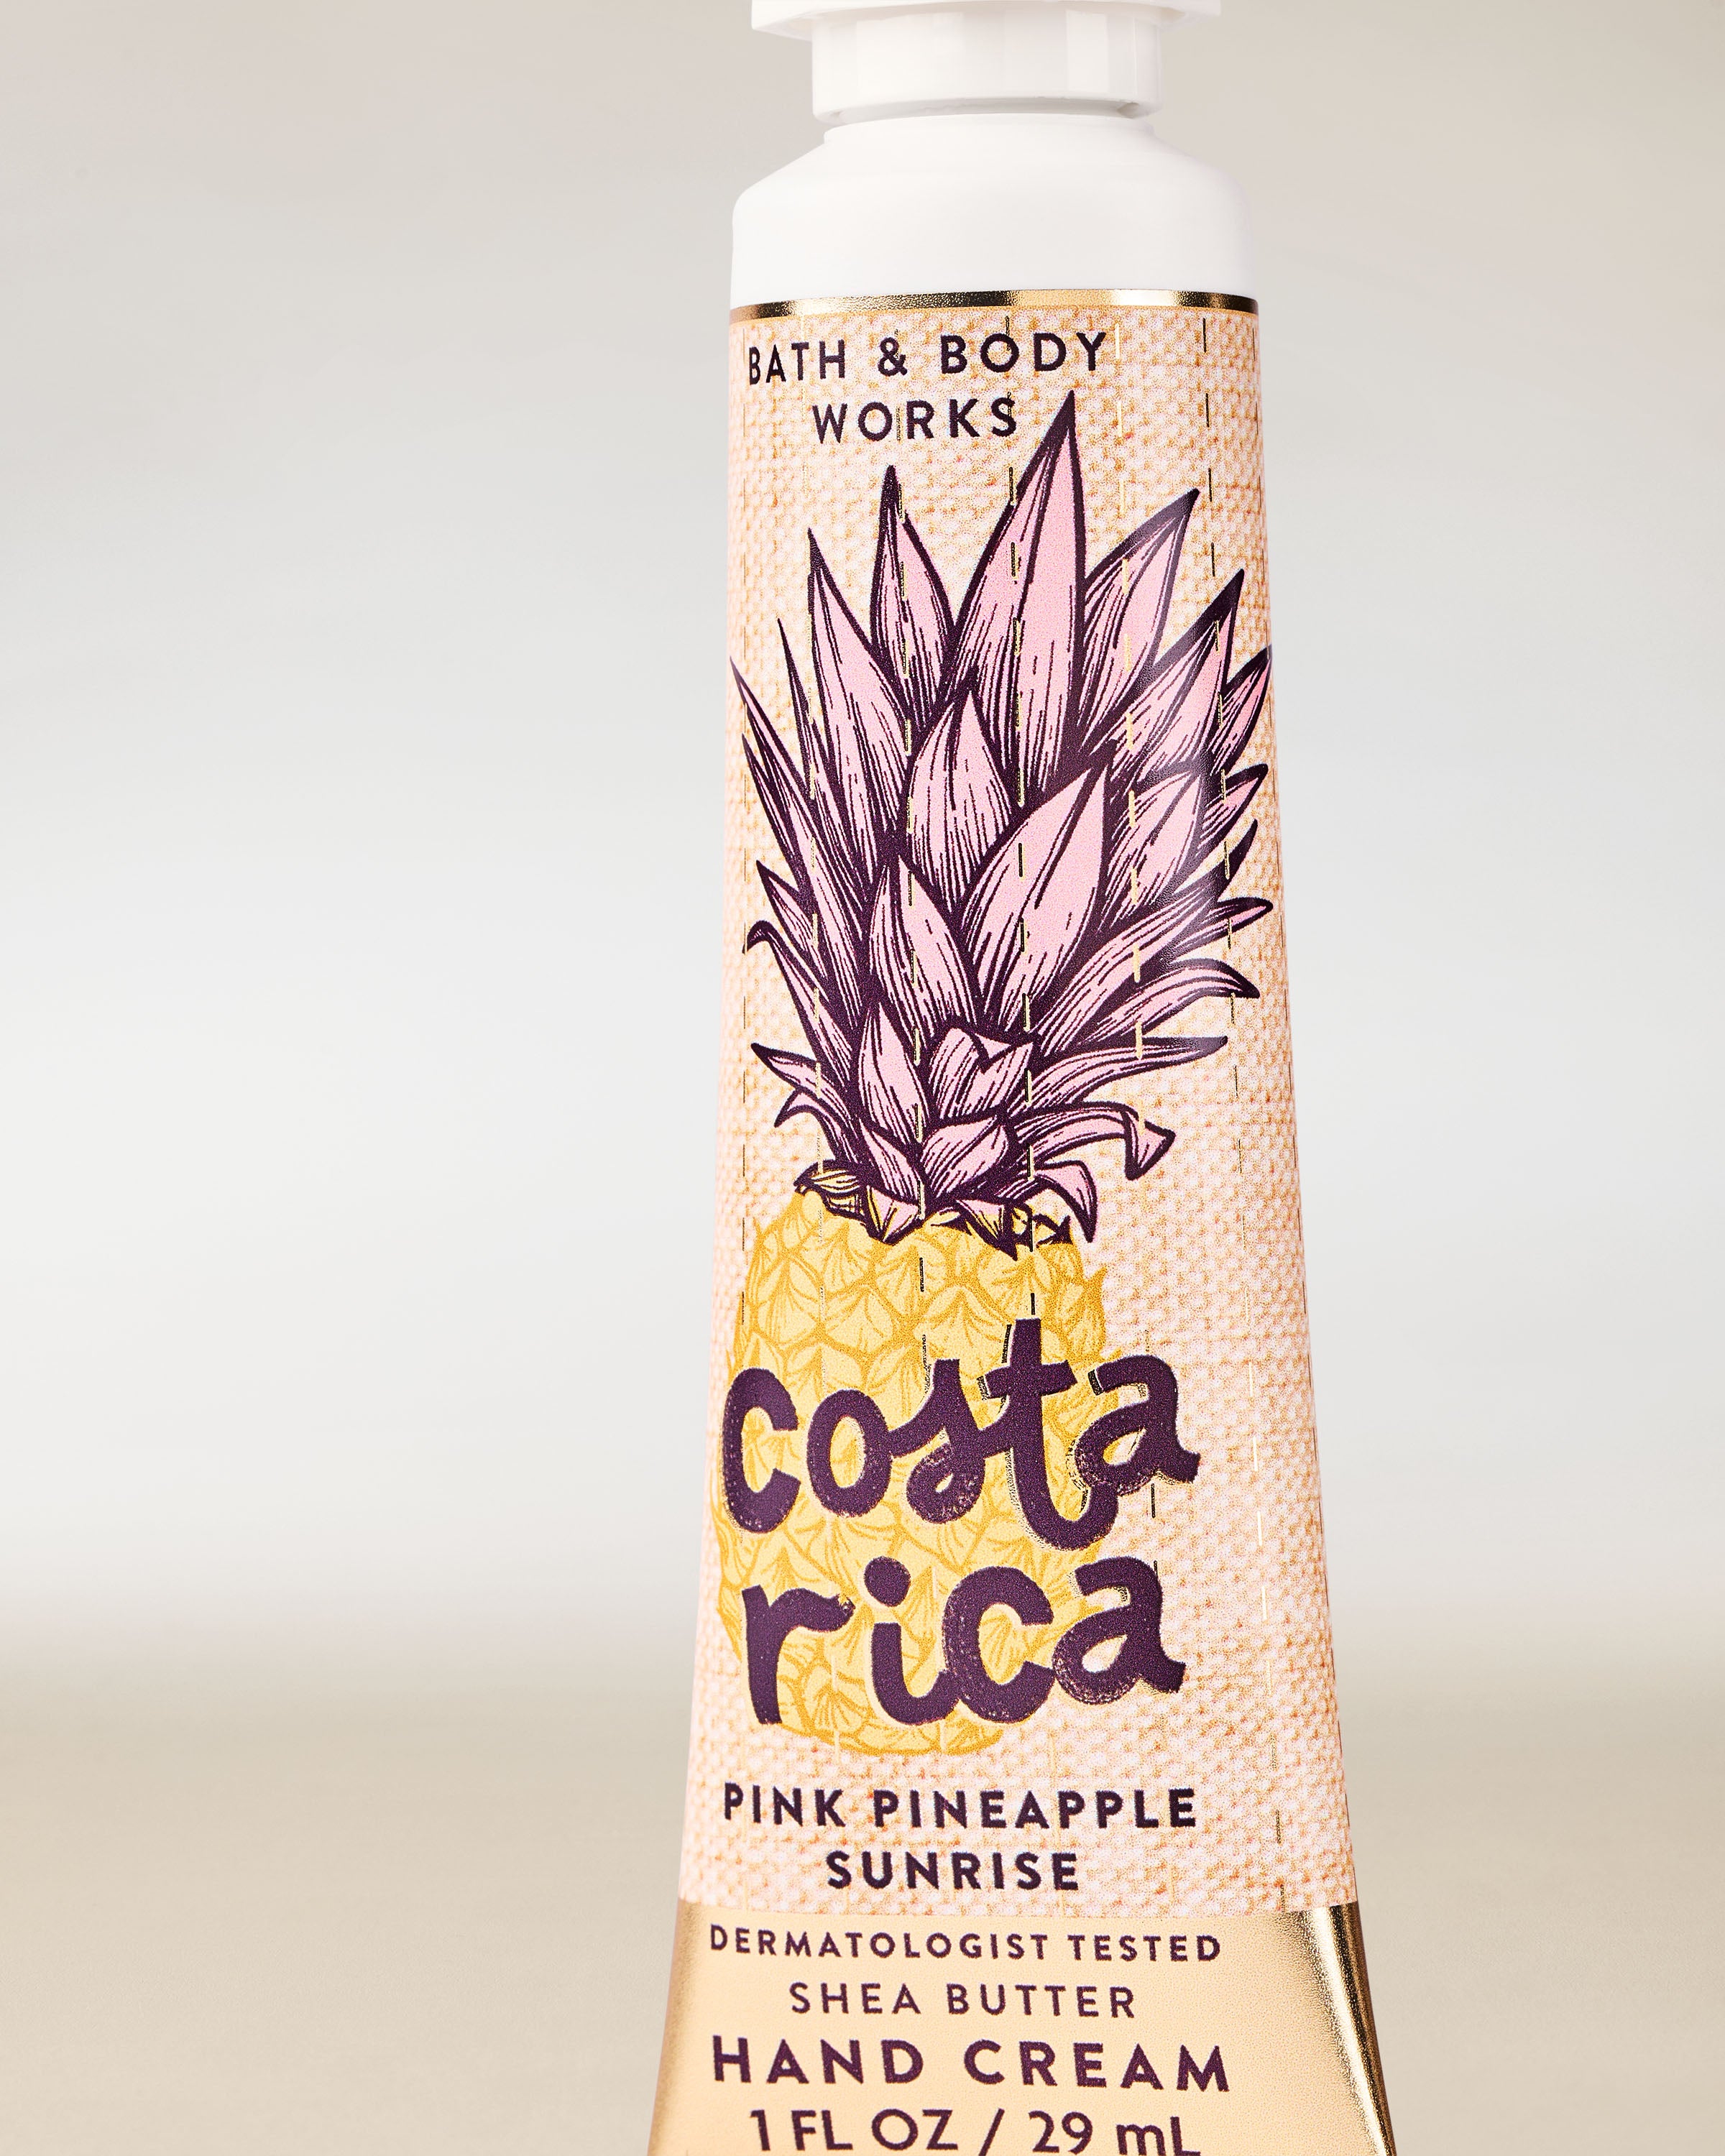 BATH & BODY
WORKS
costa
rica
PINK PINEAPPLE
SUNRISE
DERMATOLOGIST TESTED
SHEA BUTTER
HAND CREAM
1 FL OZ / 29 mL